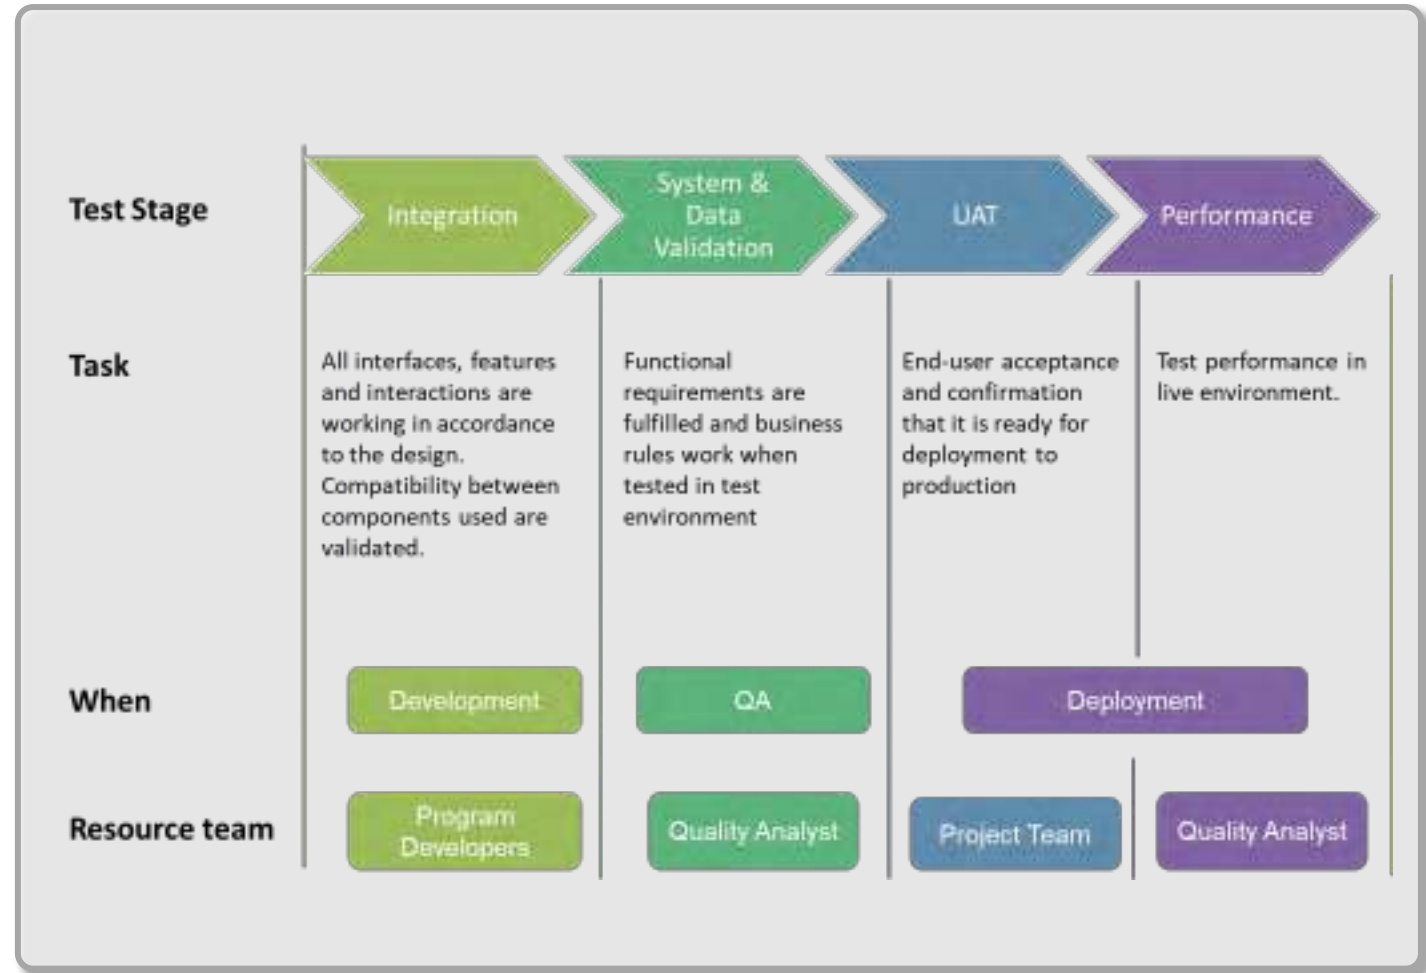 Test Stage
Integration
System &
Data
Validation
UAT
Performance
Task
All interfaces, features
and interactions are
working in accordance
to the design.
Compatibility between
components used are
validated.
Functional
requirements are
fulfilled and business
rules work when
tested in test
environment
End-user acceptance
and confirmation
that it is ready for
deployment to
production
Test performance in
live environment.
When
Development
QA
Deployment
Resource team
Program
Developers
Quality Analyst
Project Team
Quality Analyst